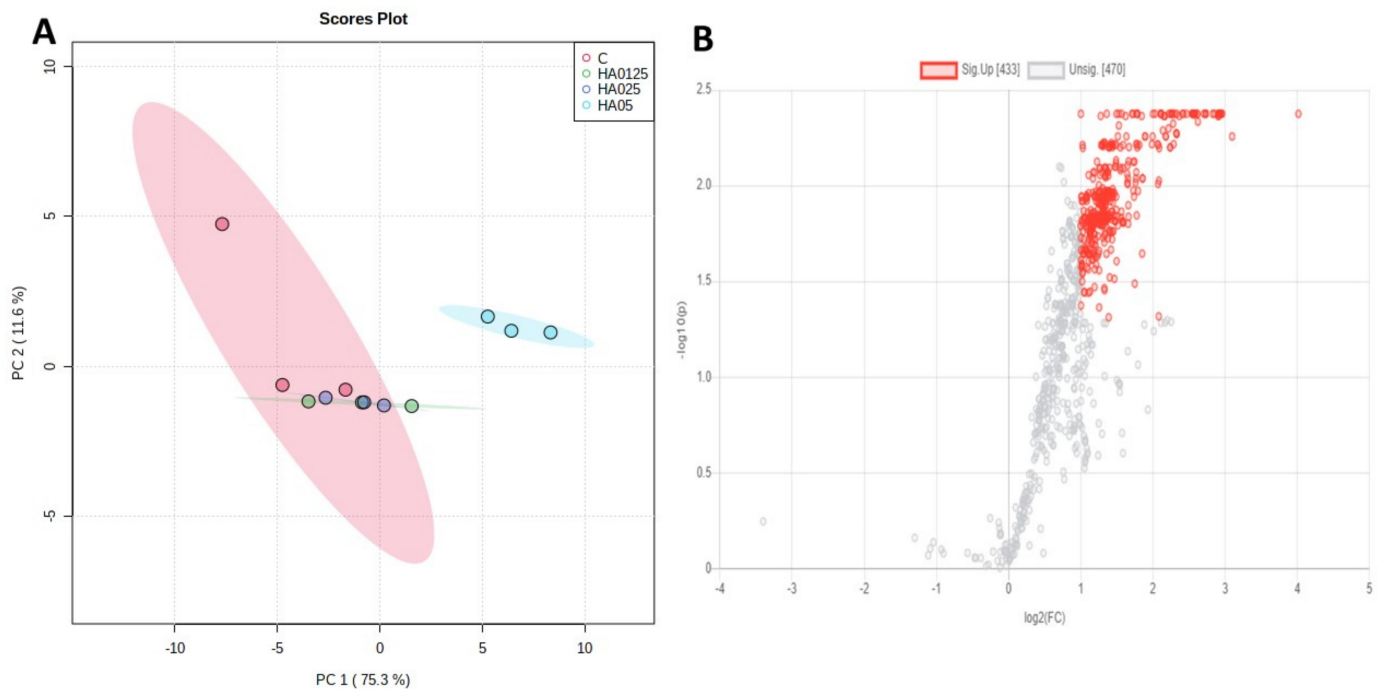 A
Scores Plot
C
HA0125
HA025
HA05
10
5
0
-5
PC 2 ( 11.6 %)
-10
-5
0
5
10
PC 1 ( 75.3 %)
B
Sig.Up [433]
Unsig. [470]
2.5
2.0
1.5
1.0
0.5
0
-log10(p)
-4
-3
-2
-1
0
1
2
3
4
5
log2(FC)